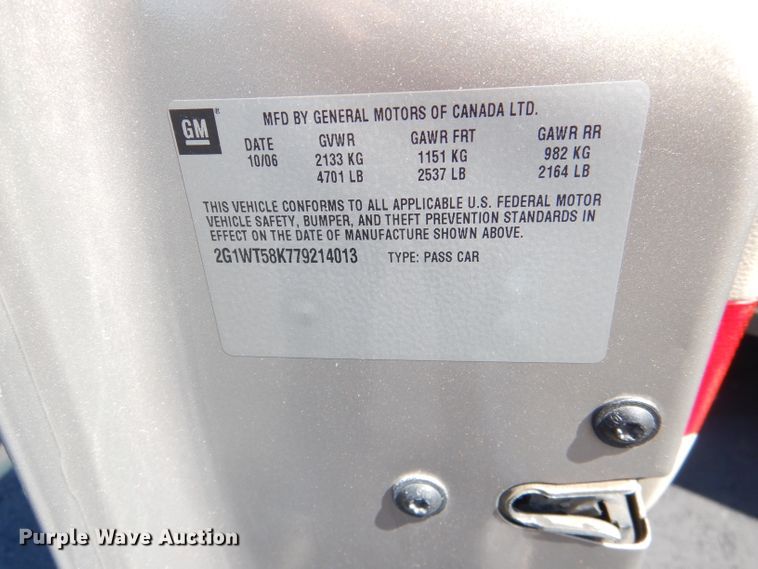 GM
MFD BY GENERAL MOTORS OF CANADA LTD.
DATE GVWR GAWR FRT GAWR RR
10/06 2133 KG 1151 KG 982 KG
4701 LB 2537 LB 2164 LB
THIS VEHICLE CONFORMS TO ALL APPLICABLE U.S. FEDERAL MOTOR
VEHICLE SAFETY, BUMPER, AND THEFT PREVENTION STANDARDS IN
EFFECT ON THE DATE OF MANUFACTURE SHOWN ABOVE.
2G1WT58K779214013 TYPE: PASS CAR
Purple Wave Auction